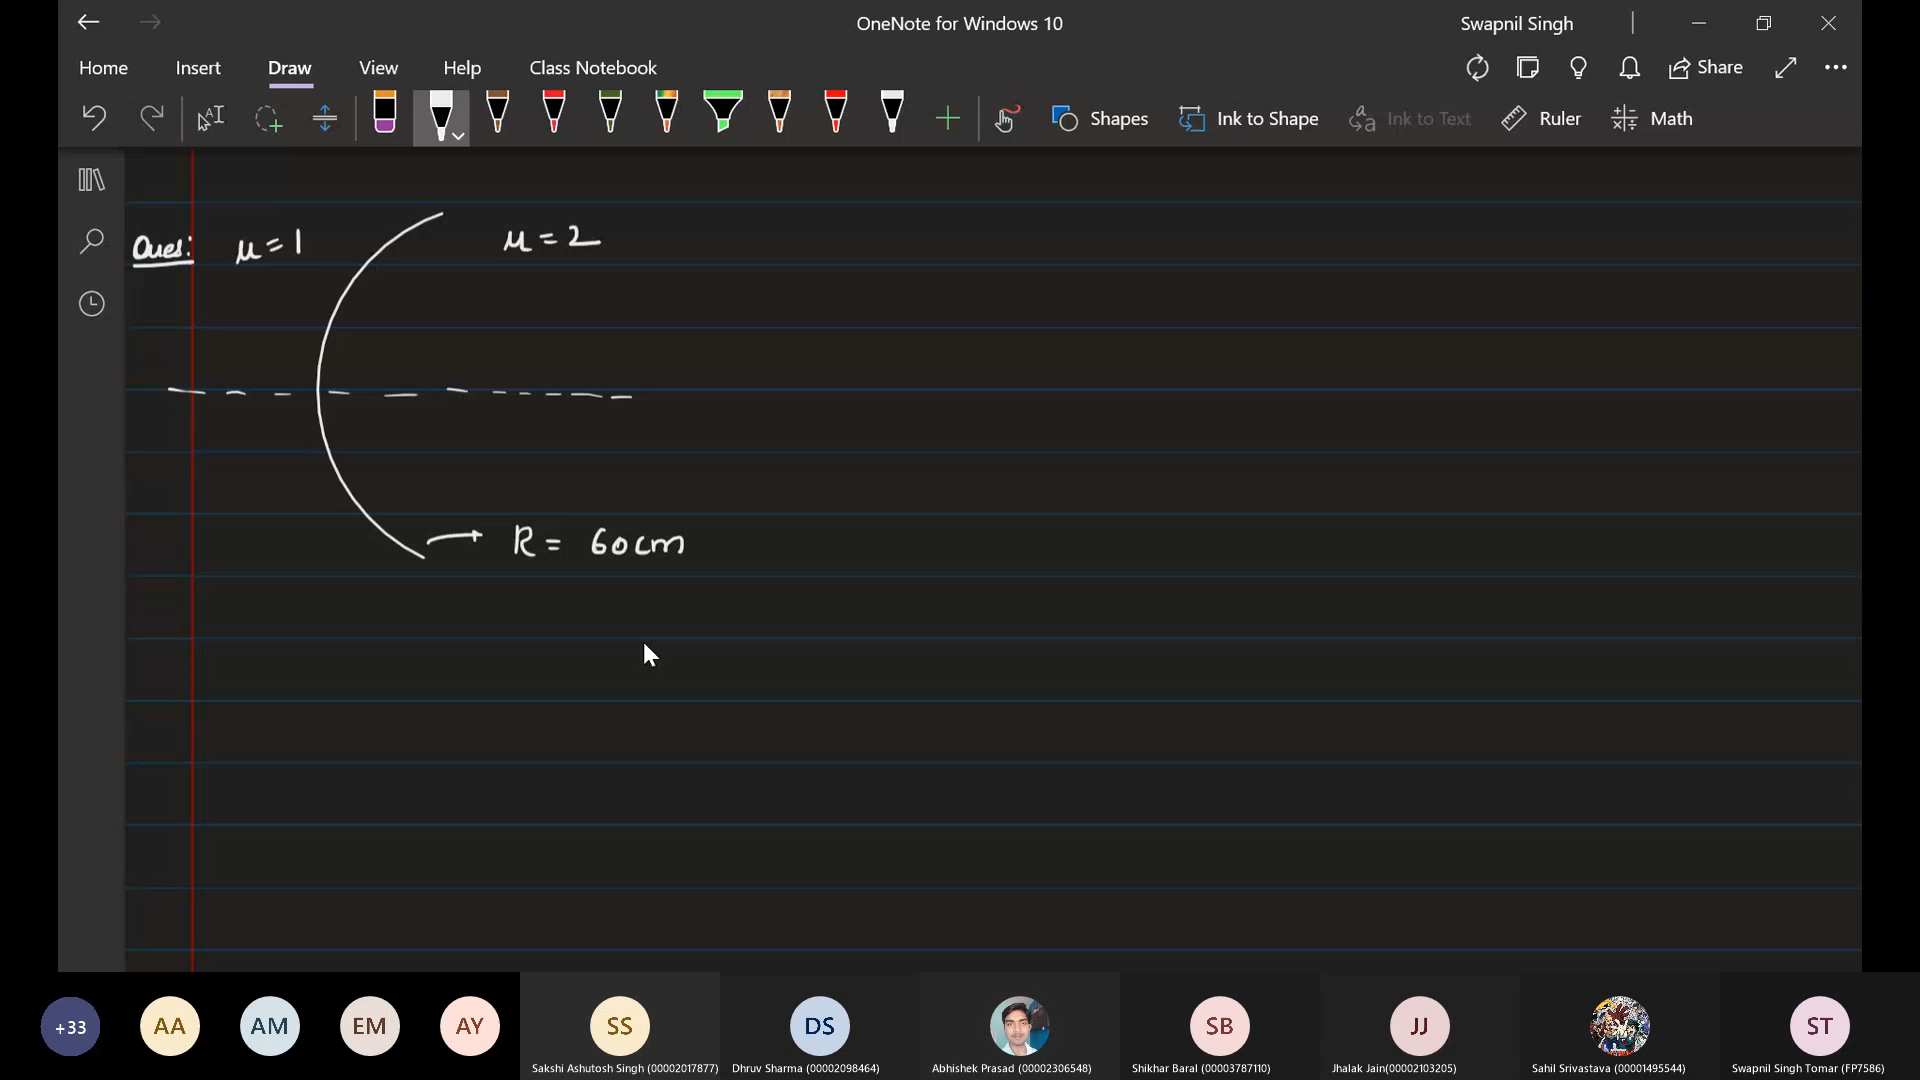 OneNote for Windows 10
Swapnil Singh
Home Insert Draw View Help Class Notebook
Share
Shapes Ink to Shape Ink to Text Ruler Math
Ques: μ=1 μ=2
R= 60cm
+33 AA AM EM AY SS DS SB JJ ST
Sakshi Ashutosh Singh (00002017877) Dhruv Sharma (00002098464) Abhishek Prasad (00002306548) Shikhar Baral (00003787110) Jhalak Jain(00002103205) Sahil Srivastava (00001495544) Swapnil Singh Tomar (FP7586)